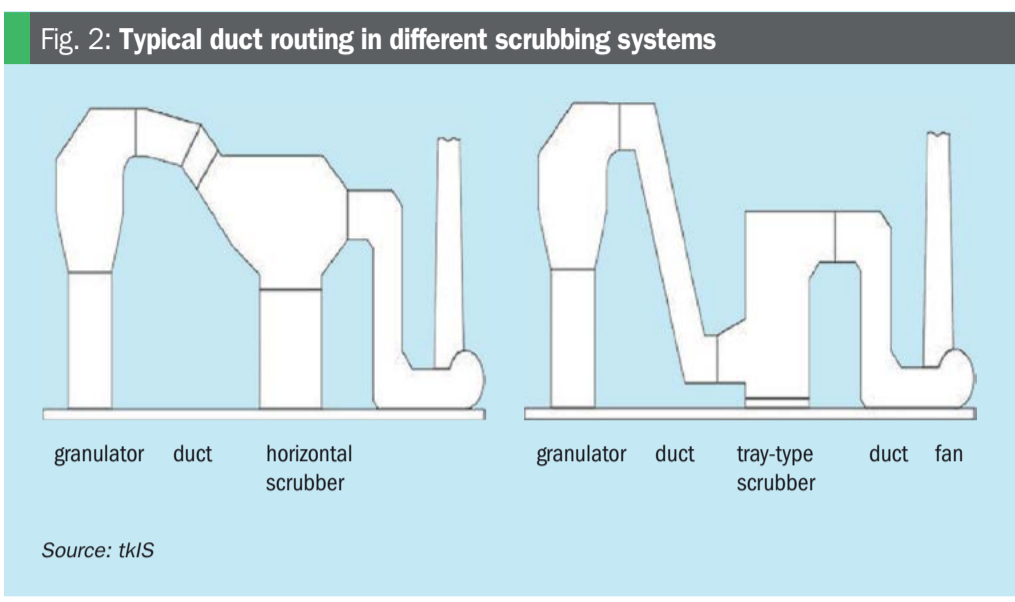 Fig. 2: Typical duct routing in different scrubbing systems
granulator duct horizontal
scrubber
granulator duct tray-type duct fan
scrubber
Source: tkIS